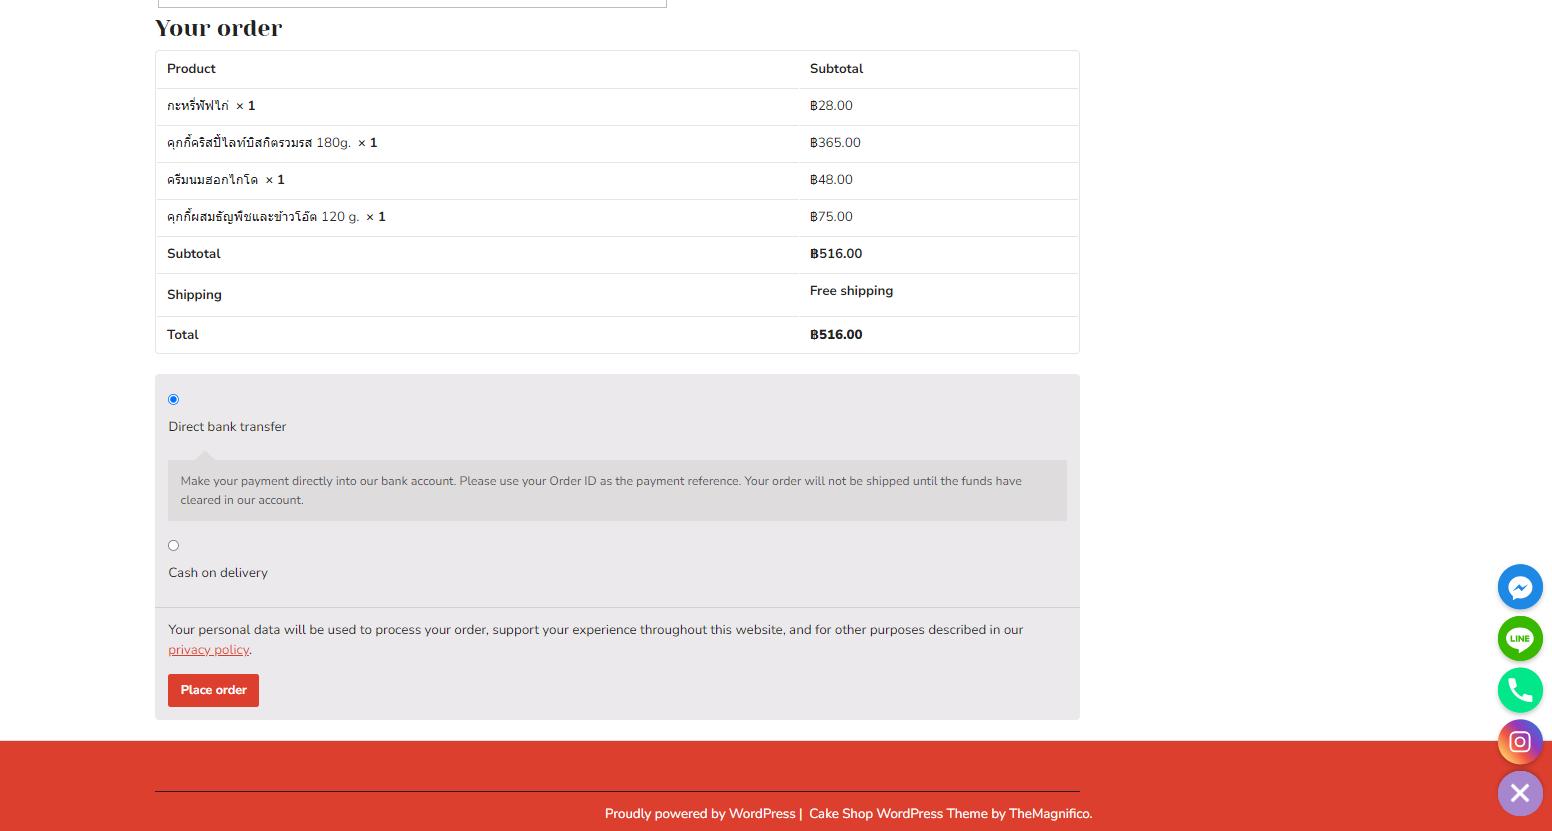 Your order
Product Subtotal
กะหรี่พัฟไก่ × 1 ฿28.00
คุกกี้คริสปี้ไลท์บิสกิตรวมรส 180g. × 1 ฿365.00
ครีมนมฮอกไกโด × 1 ฿48.00
คุกกี้ผสมธัญพืชและข้าวโอ๊ต 120 g. × 1 ฿75.00
Subtotal ฿516.00
Shipping Free shipping
Total ฿516.00
Direct bank transfer
Make your payment directly into our bank account. Please use your Order ID as the payment reference. Your order will not be shipped until the funds have
cleared in our account.
Cash on delivery
Your personal data will be used to process your order, support your experience throughout this website, and for other purposes described in our
privacy policy.
Place order
LINE
Proudly powered by WordPress | Cake Shop WordPress Theme by TheMagnifico.